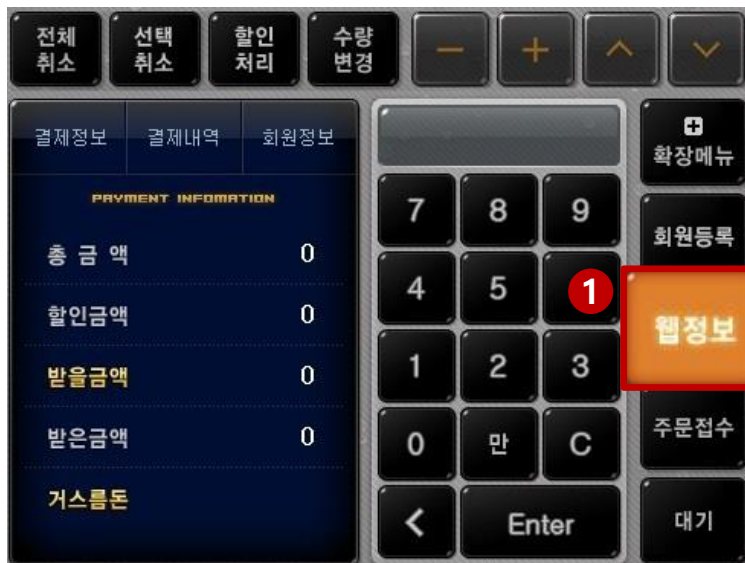 전체
취소
선택
취소
할인
처리
수량
변경
−
+
결제정보 결제내역 회원정보
PAYMENT INFOMATION
총 금 액 0
할인금액 0
받을금액 0
받은금액 0
거스름돈
7 8 9
4 5
1 2 3
0 만 C
< Enter
확장메뉴
회원등록
1
웹정보
주문접수
대기